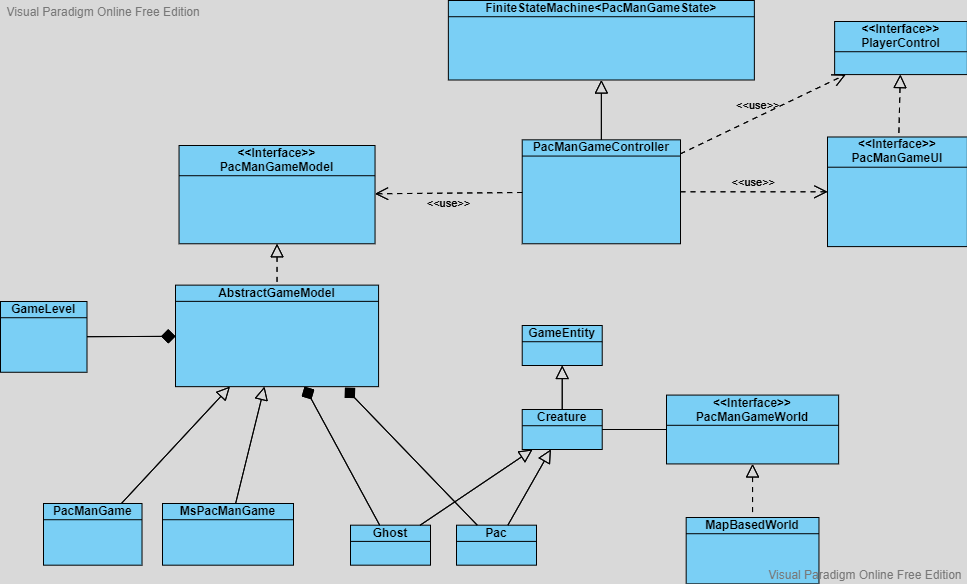 Visual Paradigm Online Free Edition
FiniteStateMachine<PacManGameState>
<<Interface>>
PlayerControl
<<use>>
PacManGameController
<<Interface>>
PacManGameUI
<<Interface>>
PacManGameModel
<<use>>
<<use>>
AbstractGameModel
GameLevel
GameEntity
Creature
<<Interface>>
PacManGameWorld
PacManGame
MsPacManGame
Ghost
Pac
MapBasedWorld
Visual Paradigm Online Free Edition